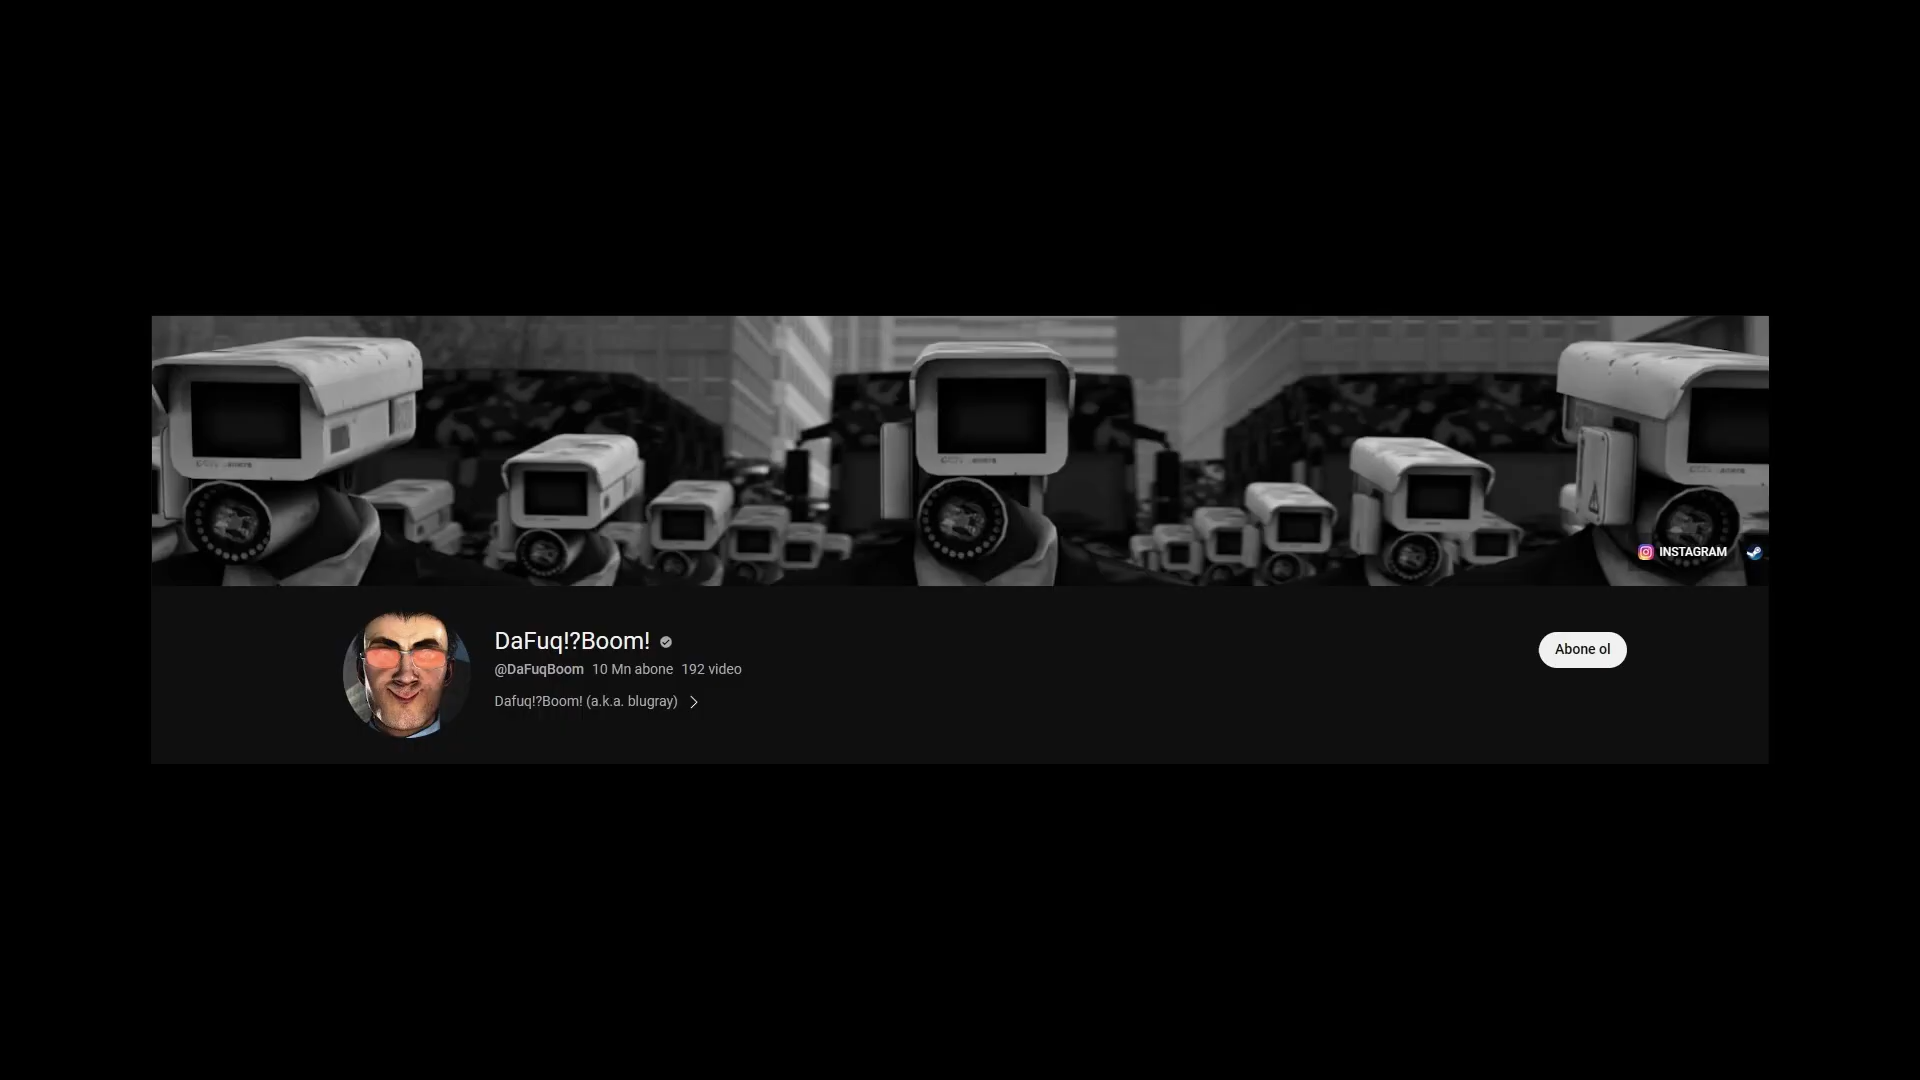 INSTAGRAM
DaFuq!?Boom!
@DaFuqBoom 10 Mn abone 192 video
Dafuq!?Boom! (a.k.a. blugray)
Abone ol